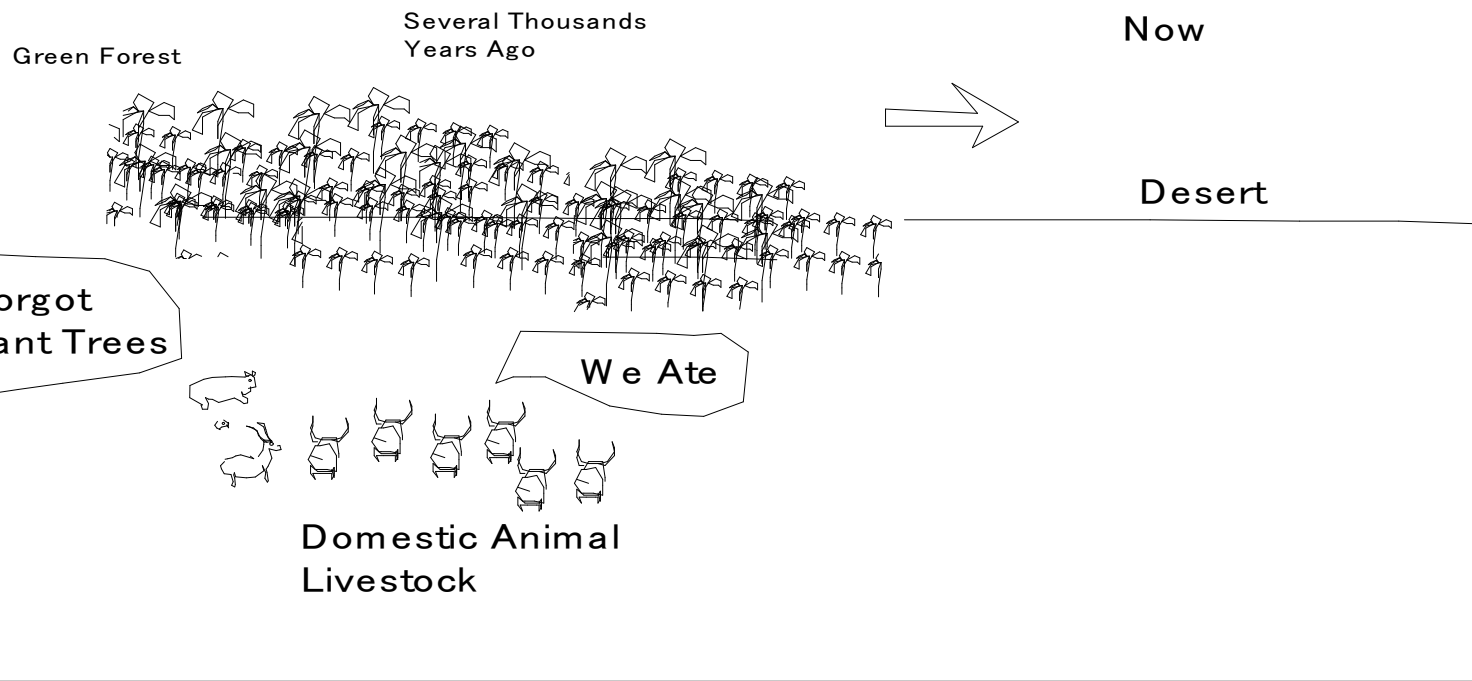 Several Thousands
Years Ago
Now
Green Forest
Desert
orgot
ant Trees
We Ate
Domestic Animal
Livestock